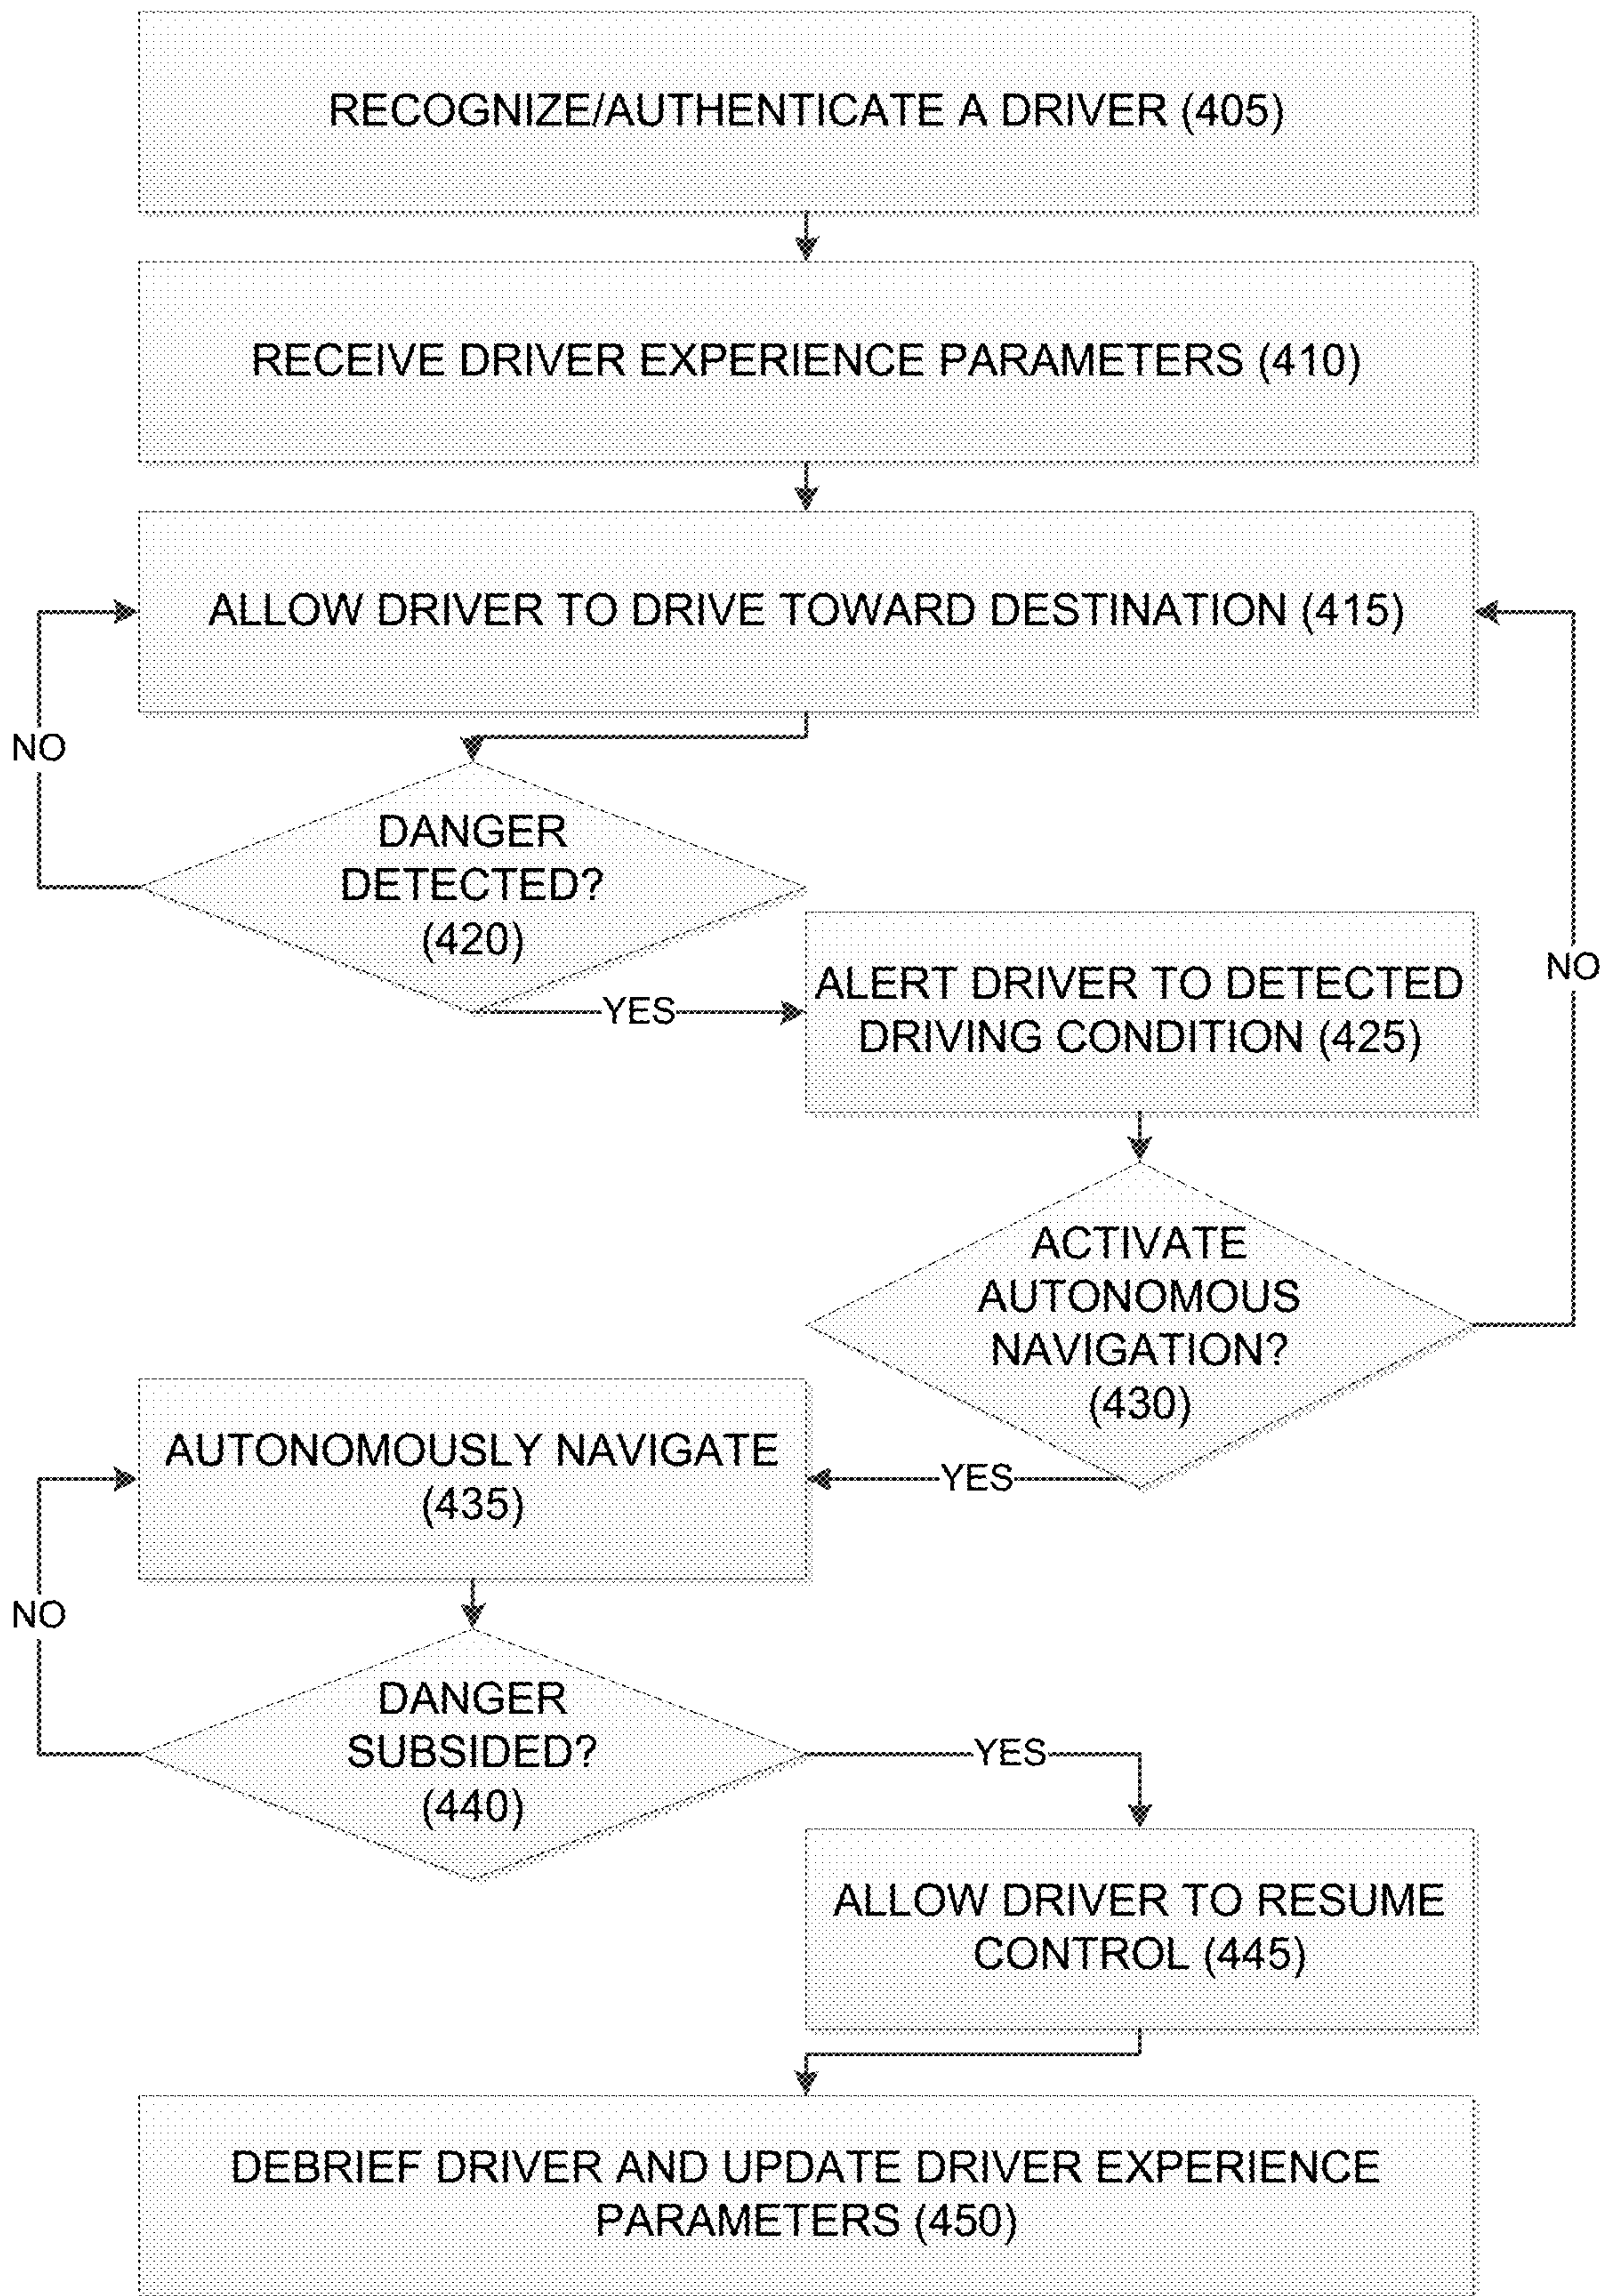 RECOGNIZE/AUTHENTICATE A DRIVER (405)
RECEIVE DRIVER EXPERIENCE PARAMETERS (410)
ALLOW DRIVER TO DRIVE TOWARD DESTINATION (415)
NO
DANGER
DETECTED?
(420)
YES
ALERT DRIVER TO DETECTED
DRIVING CONDITION (425)
NO
ACTIVATE
AUTONOMOUS
NAVIGATION?
(430)
YES
AUTONOMOUSLY NAVIGATE
(435)
NO
DANGER
SUBSIDED?
(440)
YES
ALLOW DRIVER TO RESUME
CONTROL (445)
DEBRIEF DRIVER AND UPDATE DRIVER EXPERIENCE
PARAMETERS (450)